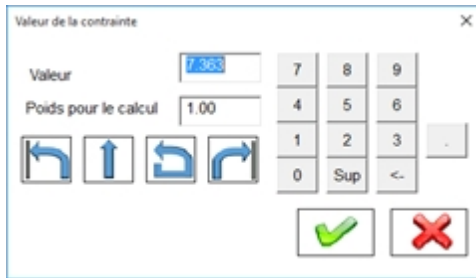 Valeur de la contrainte
Valeur 7.363
Poids pour le calcul 1.00
7 8 9
4 5 6
1 2 3 .
0 Sup <-